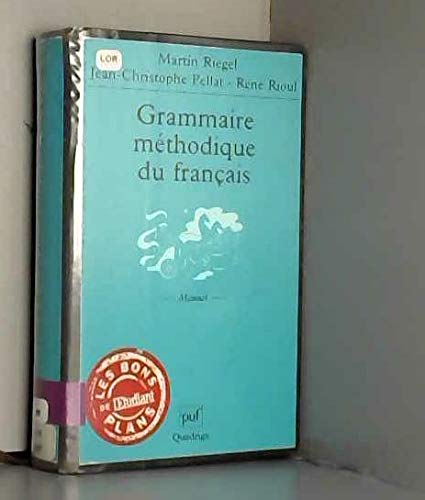 LOR
Martin Riegel
Jean-Christophe Pellat - René Rioul
Grammaire
méthodique
du français
Manuel
LES BONS
DE l'Etudiant
PLANS
puf
Quadrige